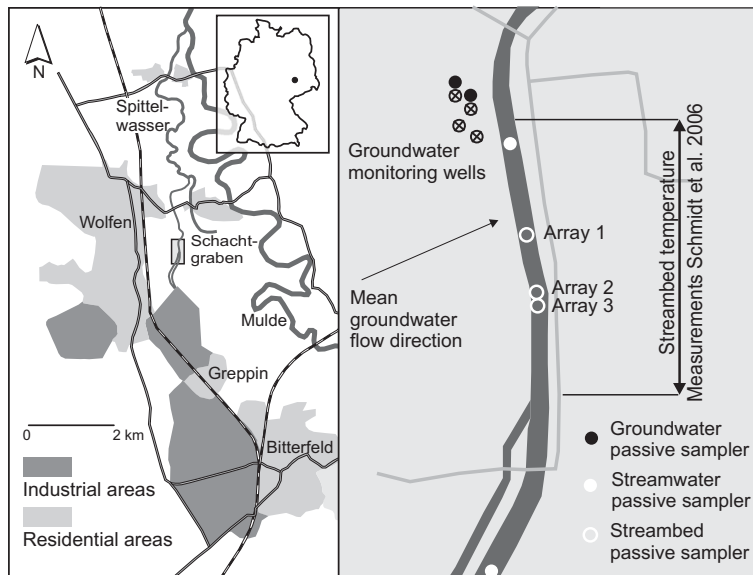 N
Spittel-
wasser
Wolfen
Schacht-
graben
Mulde
Greppin
0 2 km
Bitterfeld
Industrial areas
Residential areas
Groundwater
monitoring wells
Array 1
Array 2
Array 3
Mean
groundwater
flow direction
Streambed temperature
Measurements Schmidt et al. 2006
Groundwater
passive sampler
Streamwater
passive sampler
Streambed
passive sampler